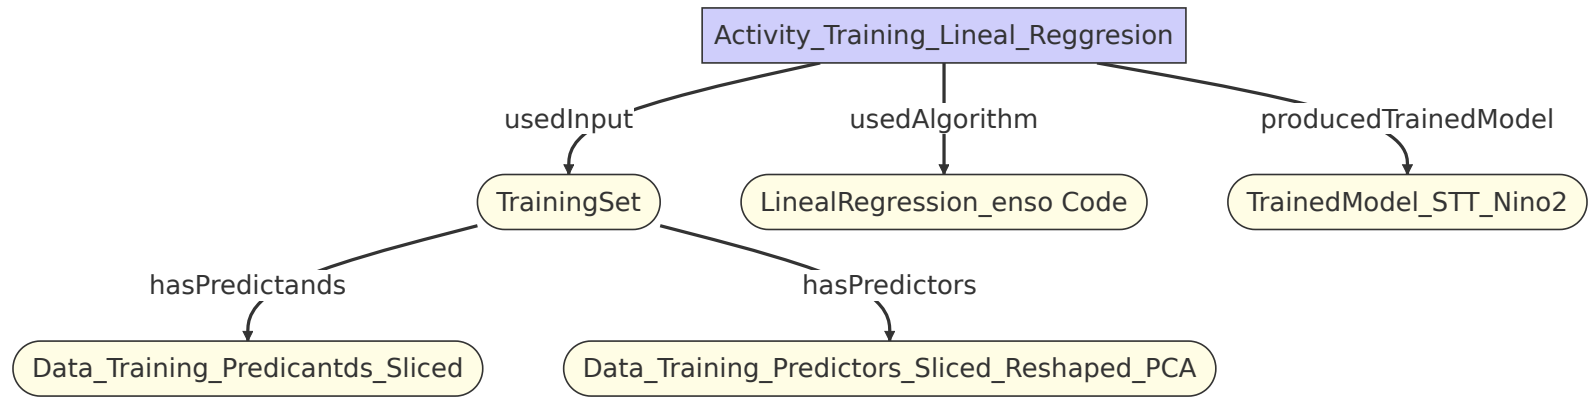 Activity_Training_Lineal_Reggresion
usedInput
usedAlgorithm
producedTrainedModel
TrainingSet
LinealRegression_enso Code
TrainedModel_STT_Nino2
hasPredictands
hasPredictors
Data_Training_Predicantds_Sliced
Data_Training_Predictors_Sliced_Reshaped_PCA